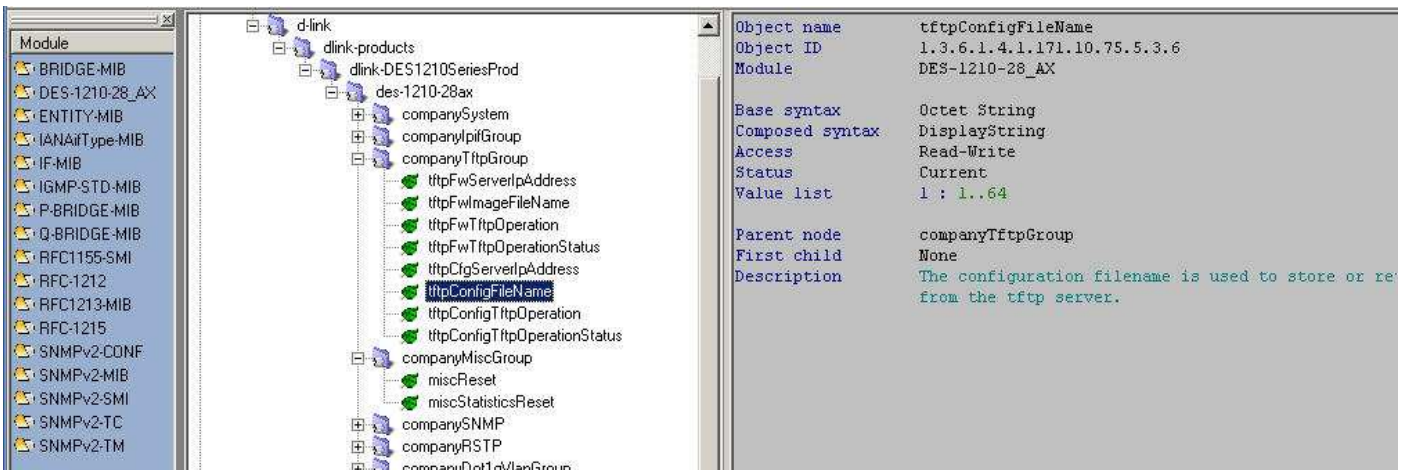 Module
BRIDGE-MIB
DES-1210-28_AX
ENTITY-MIB
IANAifType-MIB
IF-MIB
IGMP-STD-MIB
P-BRIDGE-MIB
Q-BRIDGE-MIB
RFC1155-SMI
RFC-1212
RFC1213-MIB
RFC-1215
SNMPv2-CONF
SNMPv2-MIB
SNMPv2-SMI
SNMPv2-TC
SNMPv2-TM
d-link
dlink-products
dlink-DES1210SeriesProd
des-1210-28ax
companySystem
companyIpifGroup
companyTftpGroup
tftpFwServerIpAddress
tftpFwImageFileName
tftpFwTftpOperation
tftpFwTftpOperationStatus
tftpCfgServerIpAddress
tftpConfigFileName
tftpConfigTftpOperation
tftpConfigTftpOperationStatus
companyMiscGroup
miscReset
miscStatisticsReset
companySNMP
companyRSTP
companyDot1qVlanGroup
Object name tftpConfigFileName
Object ID 1.3.6.1.4.1.171.10.75.5.3.6
Module DES-1210-28_AX
Base syntax Octet String
Composed syntax DisplayString
Access Read-Write
Status Current
Value list 1 : 1..64
Parent node companyTftpGroup
First child None
Description The configuration filename is used to store or re
from the tftp server.